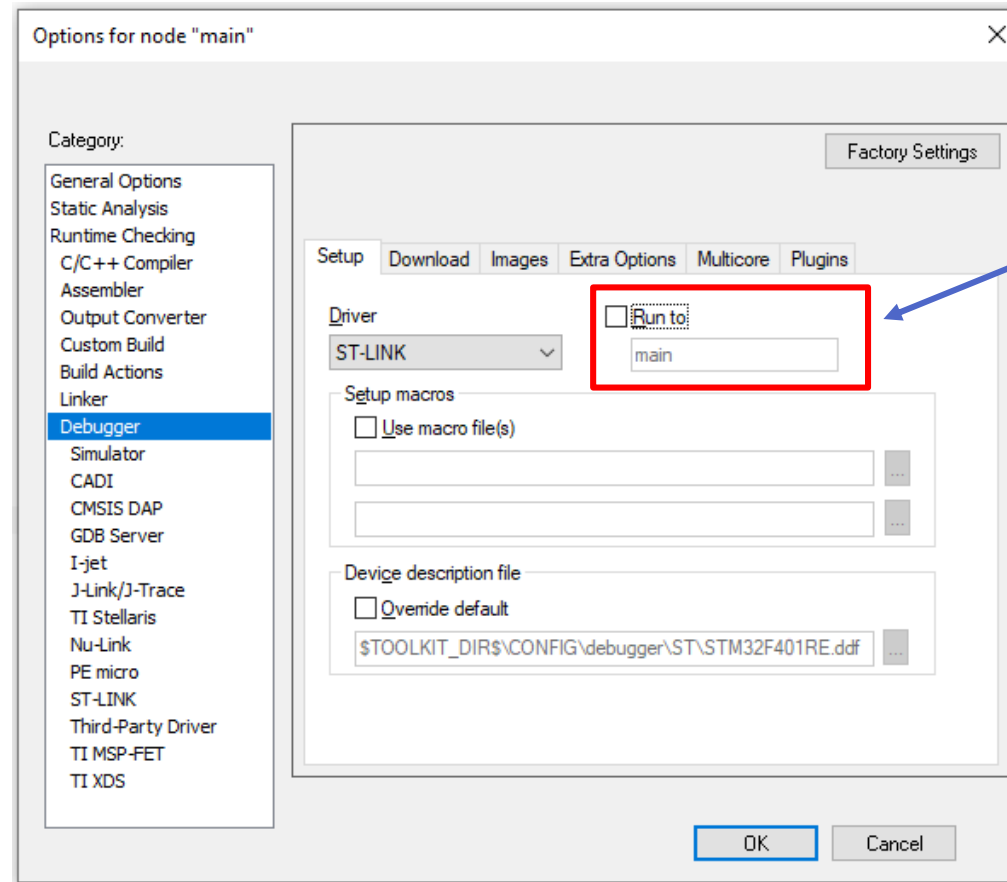 Options for node "main"
Category:
Factory Settings
General Options
Static Analysis
Runtime Checking
C/C++ Compiler
Assembler
Output Converter
Custom Build
Build Actions
Linker
Debugger
Simulator
CADI
CMSIS DAP
GDB Server
I-jet
J-Link/J-Trace
TI Stellaris
Nu-Link
PE micro
ST-LINK
Third-Party Driver
TI MSP-FET
TI XDS
Setup Download Images Extra Options Multicore Plugins
Driver
ST-LINK
Run to
main
Setup macros
Use macro file(s)
...
...
Device description file
Override default
$TOOLKIT_DIR$\CONFIG\debugger\ST\STM32F401RE.ddf
...
OK Cancel